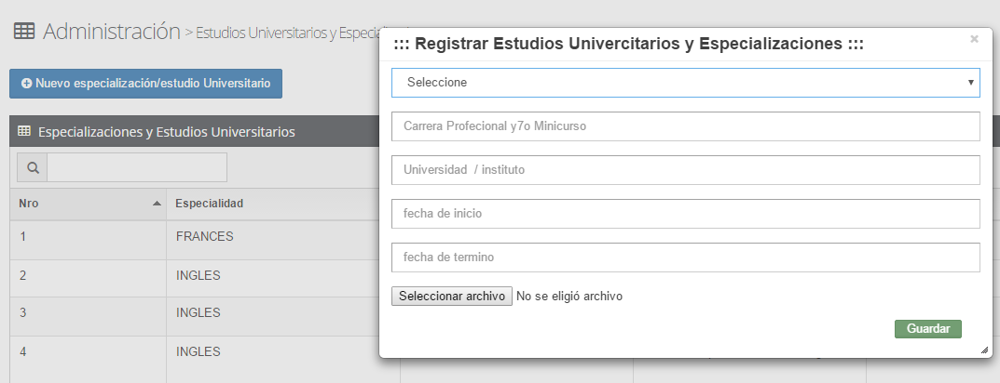 Administración > Estudios Universitarios y
::: Registrar Estudios Univercitarios y Especializaciones :::
×
Nuevo especialización/estudio Universitario
Seleccione
Carrera Profecional y7o Minicurso
Especializaciones y Estudios Universitarios
Universidad / instituto
Nro
Especialidad
fecha de inicio
1
FRANCES
fecha de termino
2
INGLES
Seleccionar archivo No se eligió archivo
3
INGLES
Guardar
4
INGLES